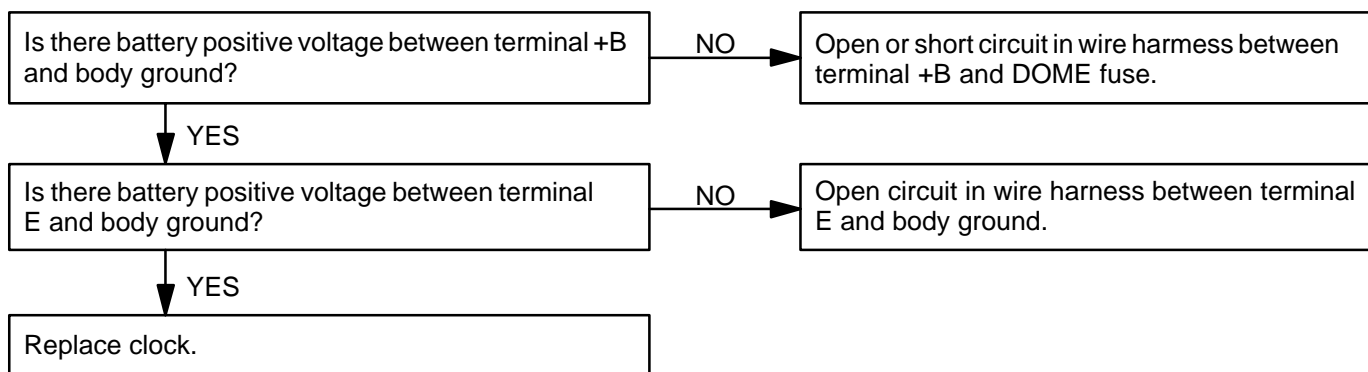 Is there battery positive voltage between terminal +B
and body ground?
NO
Open or short circuit in wire harmess between
terminal +B and DOME fuse.
YES
Is there battery positive voltage between terminal
E and body ground?
NO
Open circuit in wire harness between terminal
E and body ground.
YES
Replace clock.